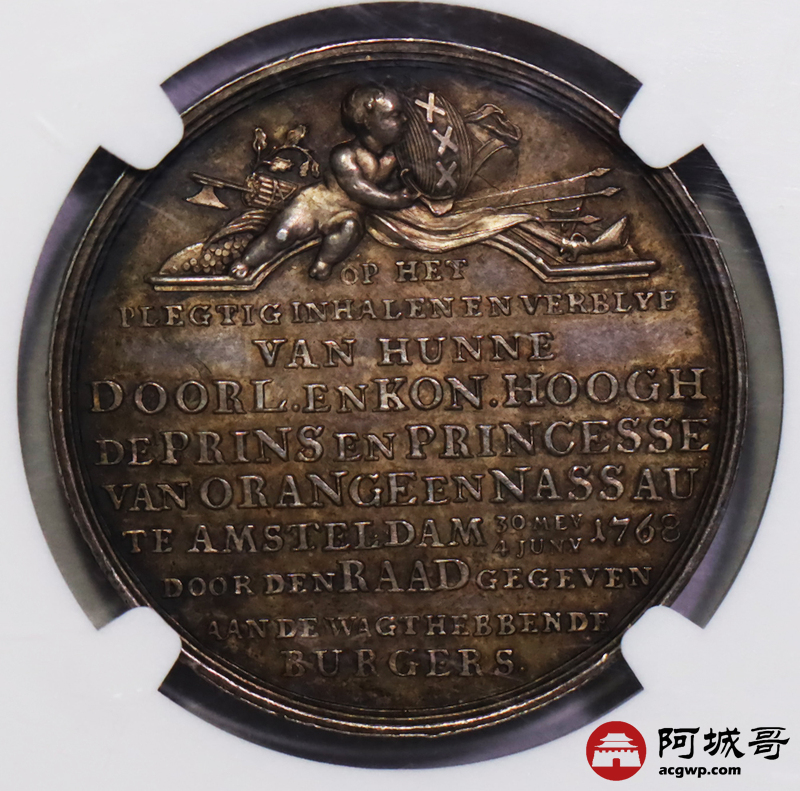 XXX
OP HET
PLEGTIG INHALEN EN VERBLYF
VAN HUNNE
DOORL. EN KON. HOOGH
DE PRINS EN PRINCESSE
VAN ORANGE EN NASSAU
TE AMSTELDAM 30 MEY / 4 JUNY 1768
DOOR DEN RAAD GEGEVEN
AAN DE WAGTHEBBENDE
BURGERS.
阿城哥
acgwp.com